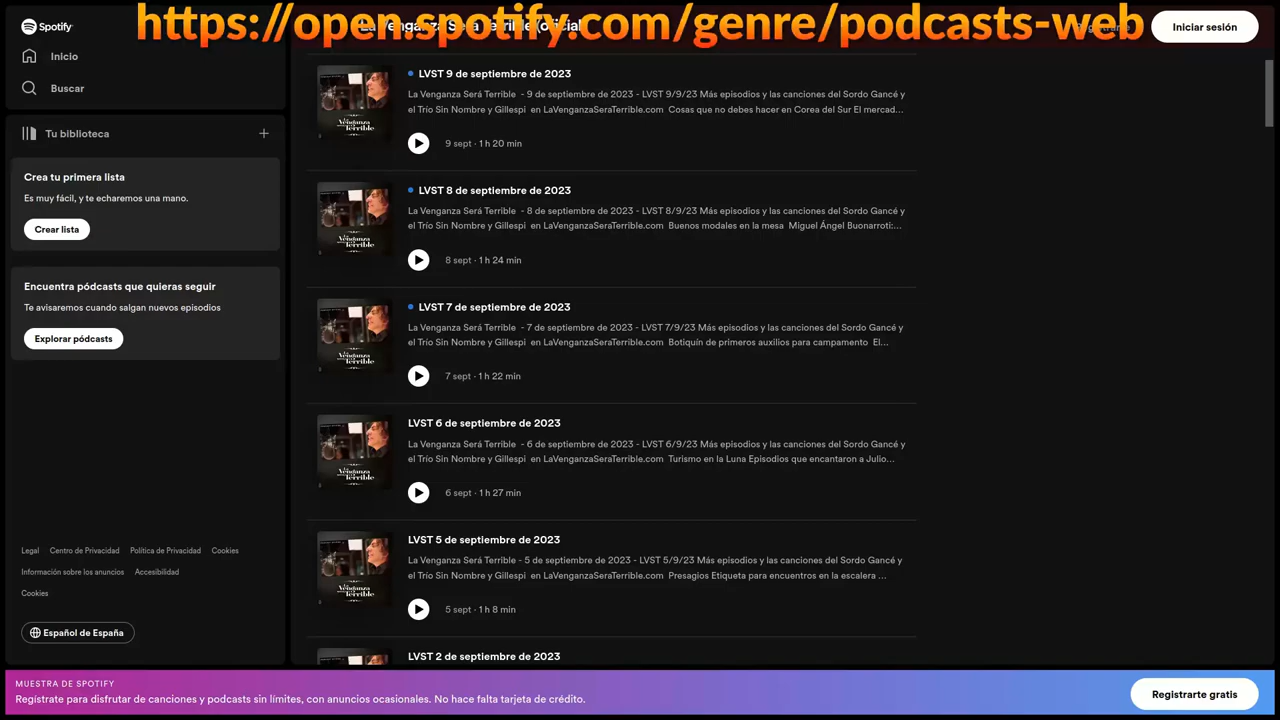 https://open.spotify.com/genre/podcasts-web
Spotify
La Venganza Será Terrible (oficial)
Iniciar sesión
Inicio
Buscar
Tu biblioteca
Crea tu primera lista
Es muy fácil, y te echaremos una mano.
Crear lista
Encuentra pódcasts que quieras seguir
Te avisaremos cuando salgan nuevos episodios
Explorar pódcasts
Legal Centro de Privacidad Política de Privacidad Cookies
Información sobre los anuncios Accesibilidad
Cookies
Español de España
LVST 9 de septiembre de 2023
La Venganza Será Terrible - 9 de septiembre de 2023 - LVST 9/9/23 Más episodios y las canciones del Sordo Gancé y
el Trío Sin Nombre y Gillespi en LaVenganzaSeraTerrible.com Cosas que no debes hacer en Corea del Sur El mercad...
9 sept · 1 h 20 min
LVST 8 de septiembre de 2023
La Venganza Será Terrible - 8 de septiembre de 2023 - LVST 8/9/23 Más episodios y las canciones del Sordo Gancé y
el Trío Sin Nombre y Gillespi en LaVenganzaSeraTerrible.com Buenos modales en la mesa Miguel Ángel Buonarroti:...
8 sept · 1 h 24 min
LVST 7 de septiembre de 2023
La Venganza Será Terrible - 7 de septiembre de 2023 - LVST 7/9/23 Más episodios y las canciones del Sordo Gancé y
el Trío Sin Nombre y Gillespi en LaVenganzaSeraTerrible.com Botiquín de primeros auxilios para campamento El...
7 sept · 1 h 22 min
LVST 6 de septiembre de 2023
La Venganza Será Terrible - 6 de septiembre de 2023 - LVST 6/9/23 Más episodios y las canciones del Sordo Gancé y
el Trío Sin Nombre y Gillespi en LaVenganzaSeraTerrible.com Turismo en la Luna Episodios que encantaron a Julio...
6 sept · 1 h 27 min
LVST 5 de septiembre de 2023
La Venganza Será Terrible - 5 de septiembre de 2023 - LVST 5/9/23 Más episodios y las canciones del Sordo Gancé y
el Trío Sin Nombre y Gillespi en LaVenganzaSeraTerrible.com Presagios Etiqueta para encuentros en la escalera ...
5 sept · 1 h 8 min
LVST 2 de septiembre de 2023
MUESTRA DE SPOTIFY
Regístrate para disfrutar de canciones y podcasts sin límites, con anuncios ocasionales. No hace falta tarjeta de crédito.
Registrarte gratis